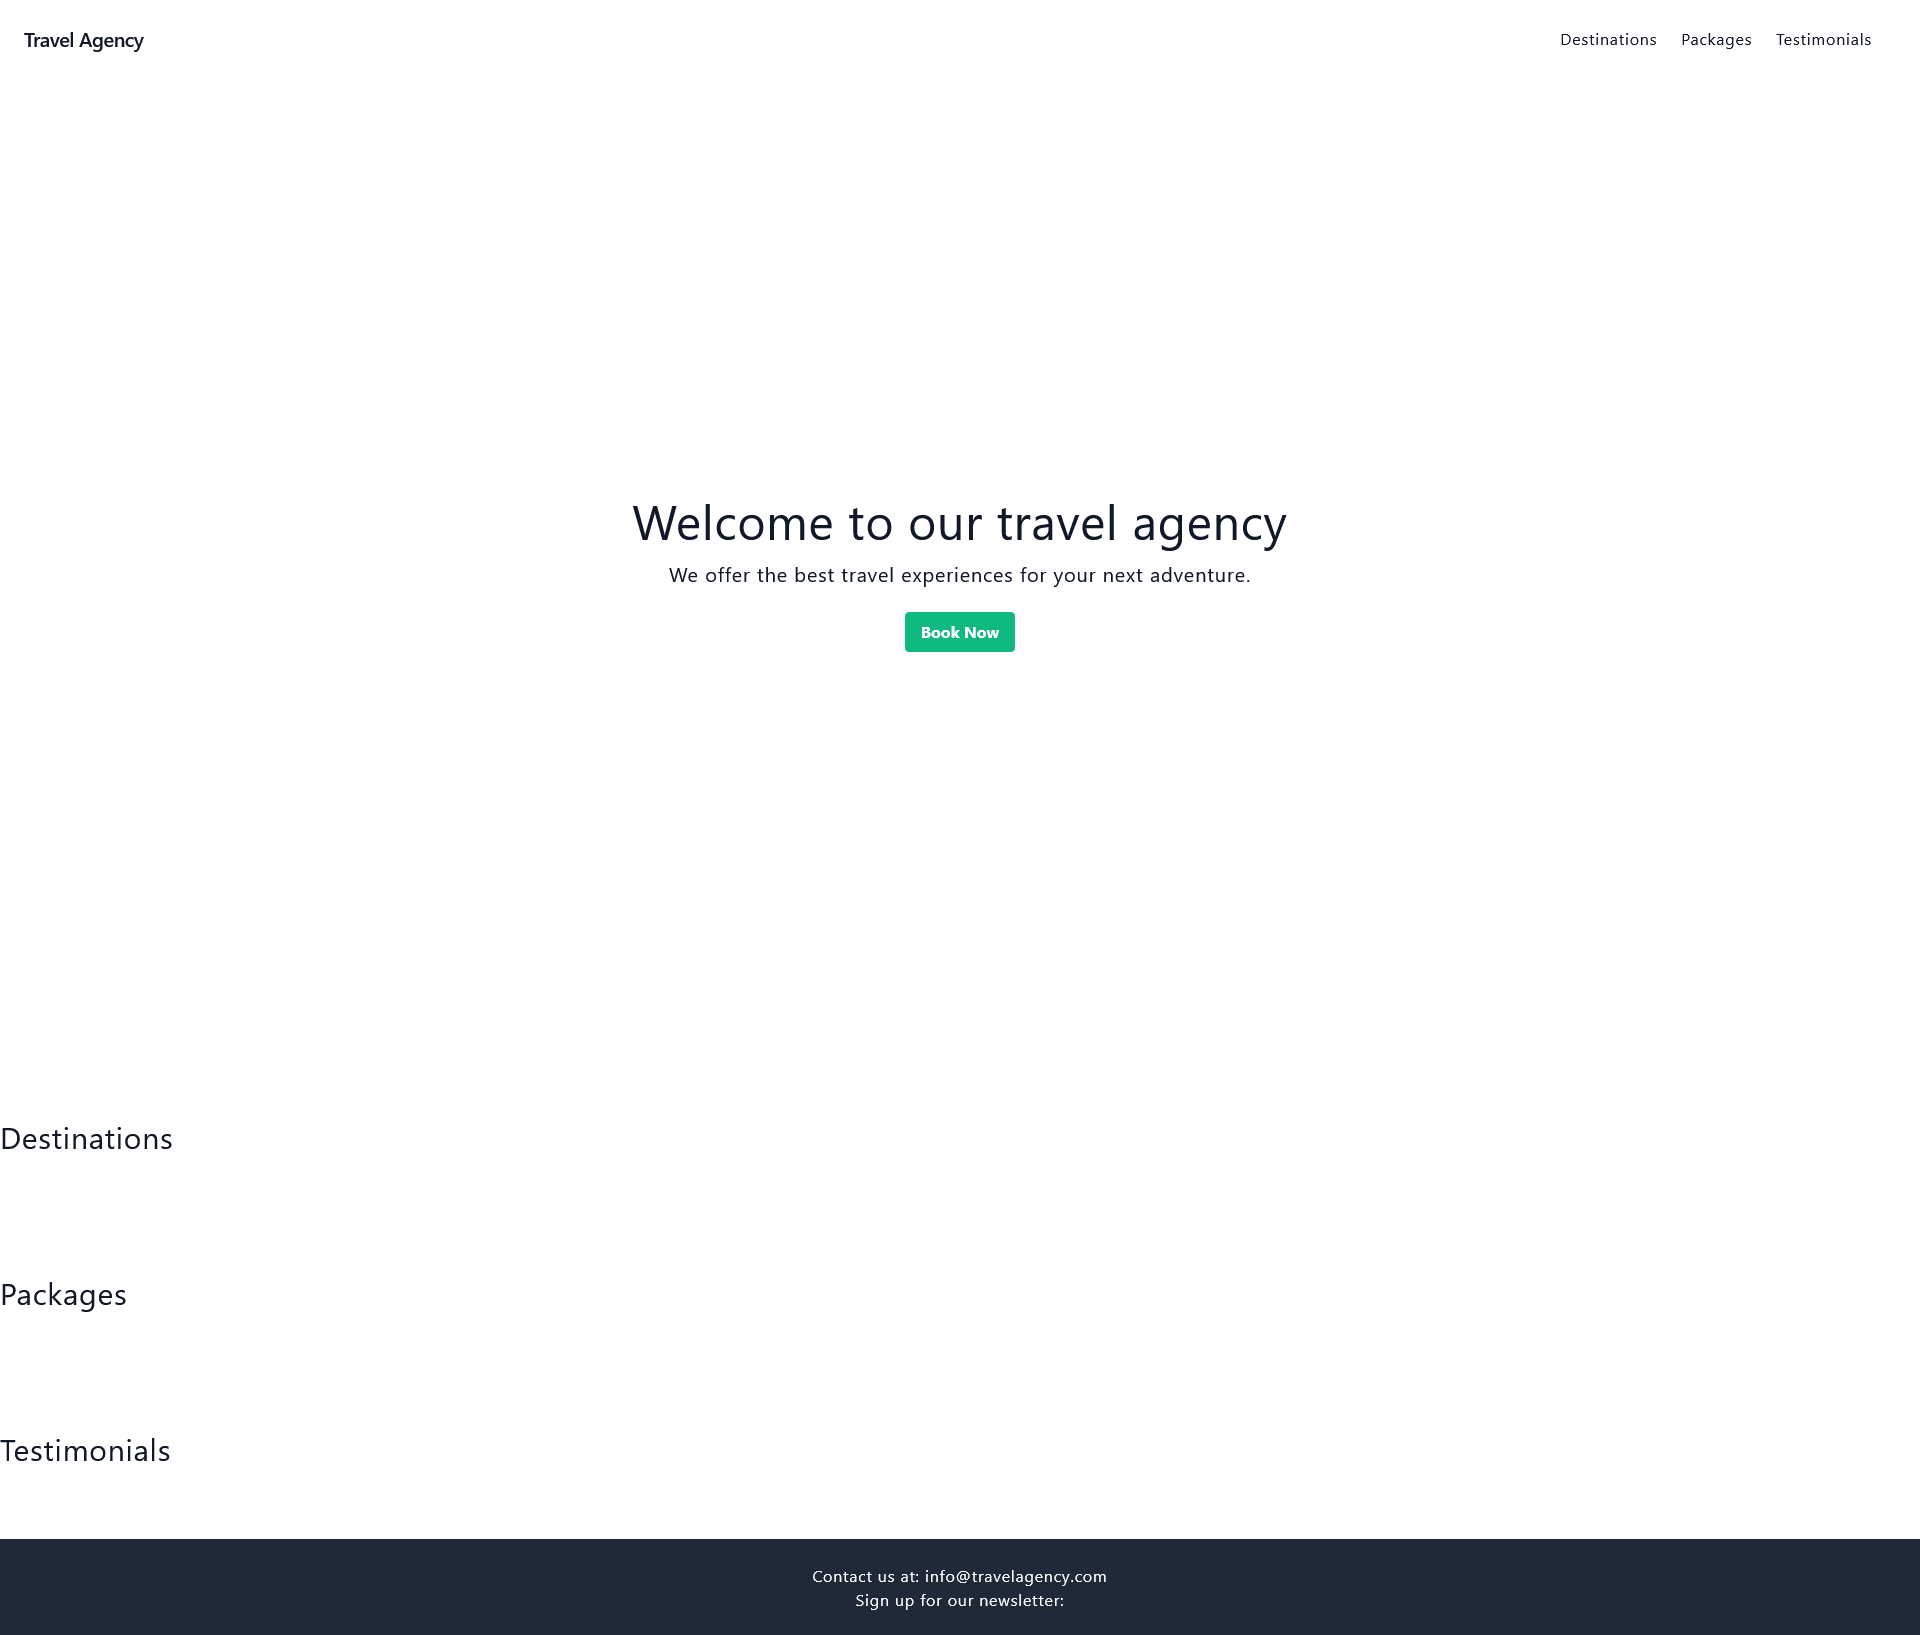 Travel Agency
Destinations
Packages
Testimonials
Welcome to our travel agency
We offer the best travel experiences for your next adventure.
Book Now
Destinations
Packages
Testimonials
Contact us at: info@travelagency.com
Sign up for our newsletter: